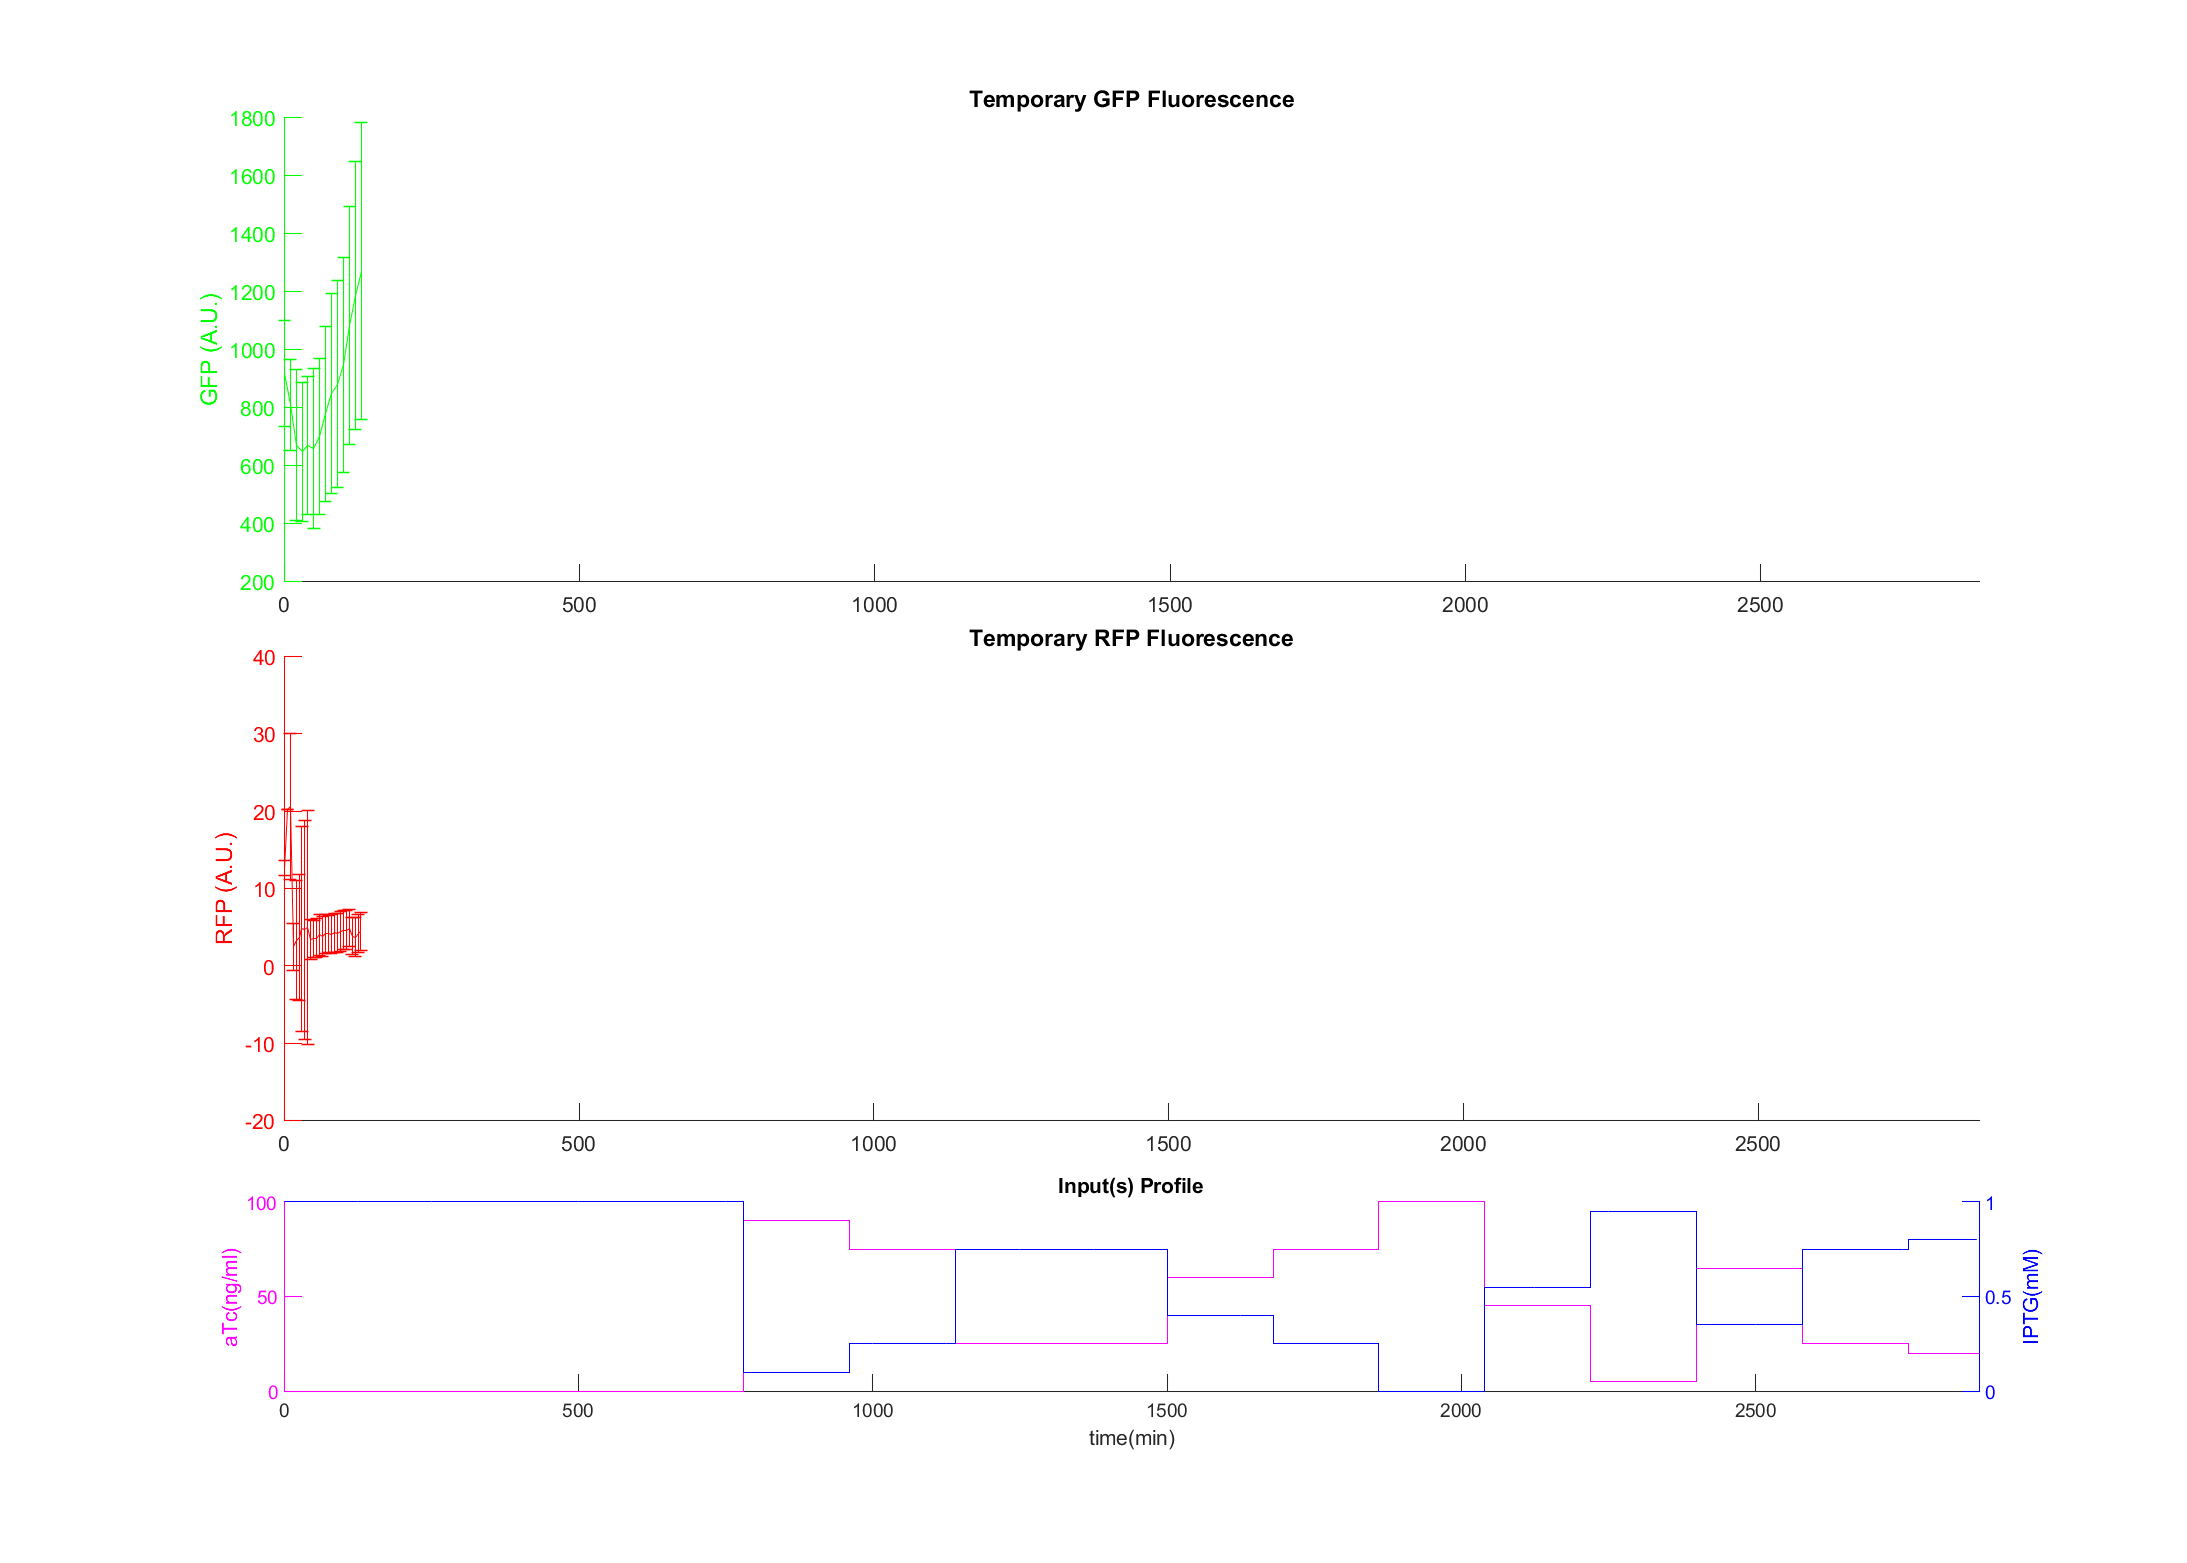 Temporary GFP Fluorescence
1800
1600
1400
1200
1000
800
600
400
200
GFP (A.U.)
0 500 1000 1500 2000 2500
Temporary RFP Fluorescence
40
30
20
10
0
-10
-20
RFP (A.U.)
0 500 1000 1500 2000 2500
Input(s) Profile
100
50
0
aTc(ng/ml)
1
0.5
0
IPTG(mM)
0 500 1000 1500 2000 2500
time(min)